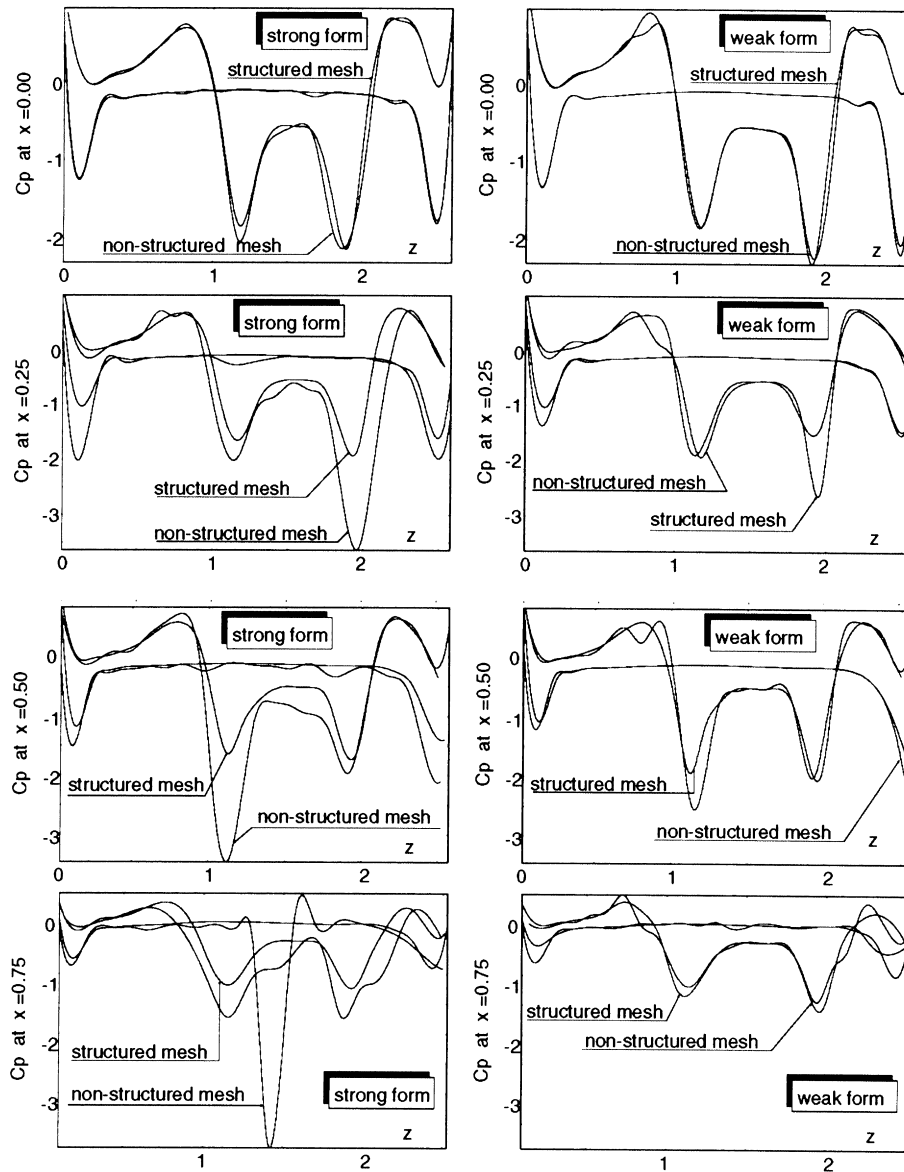 strong form
structured mesh
0
-1
-2
Cp at x =0.00
non-structured mesh
z
0
1
2
weak form
structured mesh
0
-1
-2
Cp at x =0.00
non-structured mesh
z
0
1
2
strong form
0
-1
-2
-3
Cp at x =0.25
structured mesh
non-structured mesh
z
0
1
2
weak form
0
-1
-2
-3
Cp at x =0.25
non-structured mesh
structured mesh
z
0
1
2
strong form
0
-1
-2
-3
Cp at x =0.50
structured mesh
non-structured mesh
z
0
1
2
weak form
0
-1
-2
-3
Cp at x =0.50
structured mesh
non-structured mesh
z
0
1
2
0
-1
-2
-3
Cp at x =0.75
structured mesh
non-structured mesh
strong form
z
1
2
0
-1
-2
-3
Cp at x =0.75
structured mesh
non-structured mesh
weak form
z
1
2